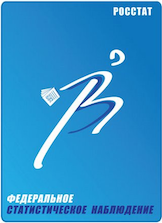 РОССТАТ
ФЕДЕРАЛЬНОЕ
СТАТИСТИЧЕСКОЕ НАБЛЮДЕНИЕ